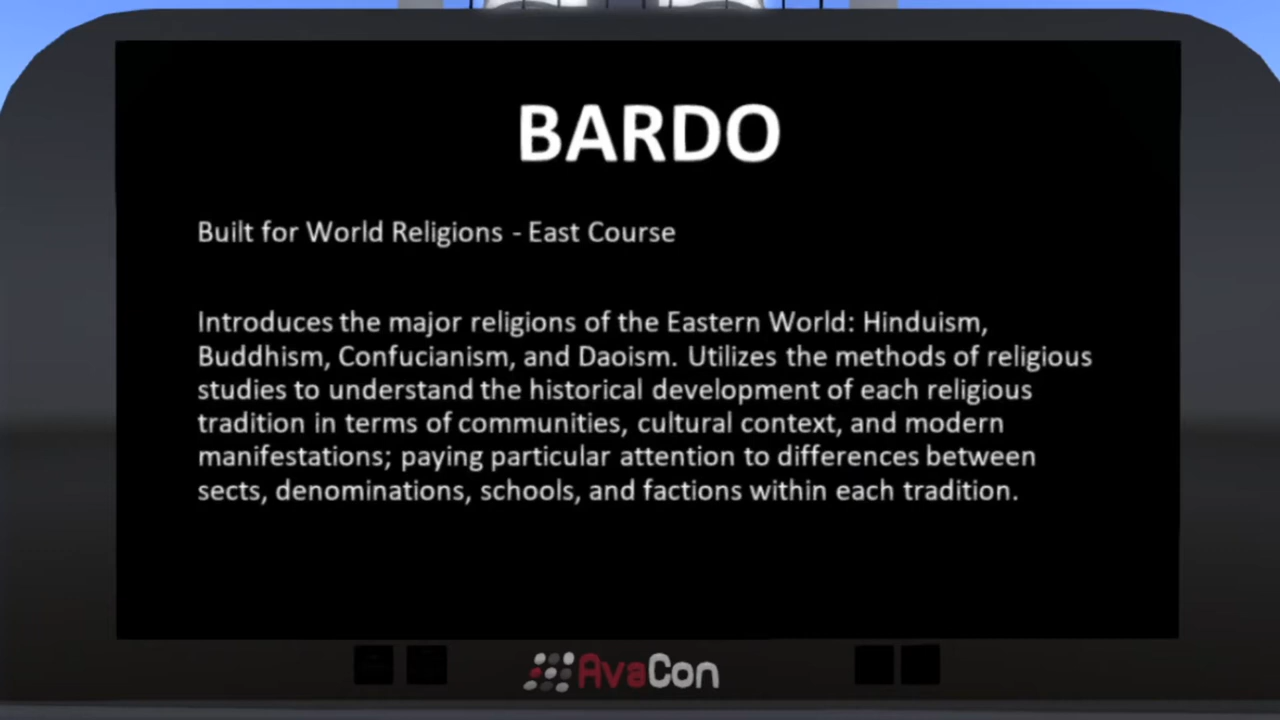 BARDO
Built for World Religions - East Course
Introduces the major religions of the Eastern World: Hinduism,
Buddhism, Confucianism, and Daoism. Utilizes the methods of religious
studies to understand the historical development of each religious
tradition in terms of communities, cultural context, and modern
manifestations; paying particular attention to differences between
sects, denominations, schools, and factions within each tradition.
AvaCon